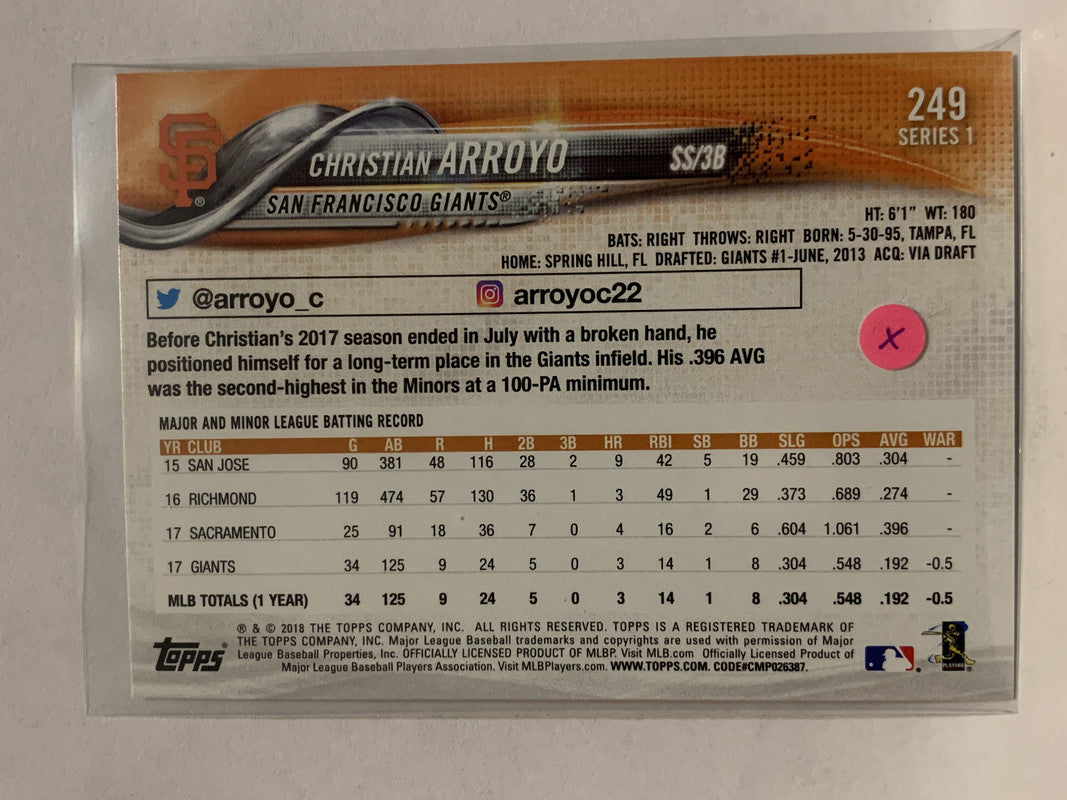 249
SERIES 1
SF®
CHRISTIAN ARROYO SS/3B
SAN FRANCISCO GIANTS®
HT: 6'1" WT: 180
BATS: RIGHT THROWS: RIGHT BORN: 5-30-95, TAMPA, FL
HOME: SPRING HILL, FL DRAFTED: GIANTS #1-JUNE, 2013 ACQ: VIA DRAFT
@arroyo_c arroyoc22
X
Before Christian's 2017 season ended in July with a broken hand, he
positioned himself for a long-term place in the Giants infield. His .396 AVG
was the second-highest in the Minors at a 100-PA minimum.
MAJOR AND MINOR LEAGUE BATTING RECORD
YR CLUB G AB R H 2B 3B HR RBI SB BB SLG OPS AVG WAR
15 SAN JOSE 90 381 48 116 28 2 9 42 5 19 .459 .803 .304 -
16 RICHMOND 119 474 57 130 36 1 3 49 1 29 .373 .689 .274 -
17 SACRAMENTO 25 91 18 36 7 0 4 16 2 6 .604 1.061 .396 -
17 GIANTS 34 125 9 24 5 0 3 14 1 8 .304 .548 .192 -0.5
MLB TOTALS (1 YEAR) 34 125 9 24 5 0 3 14 1 8 .304 .548 .192 -0.5
® & © 2018 THE TOPPS COMPANY, INC. ALL RIGHTS RESERVED. TOPPS IS A REGISTERED TRADEMARK OF
THE TOPPS COMPANY, INC. Major League Baseball trademarks and copyrights are used with permission of Major
League Baseball Properties, Inc. OFFICIALLY LICENSED PRODUCT OF MLBP. Visit MLB.com Officially Licensed Product of
Major League Baseball Players Association. Visit MLBPlayers.com. WWW.TOPPS.COM. CODE#CMP026387.
Topps®
PLAYERS